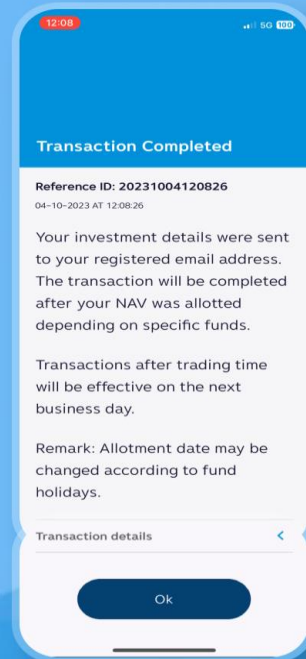 12:08
5G 100
Transaction Completed
Reference ID: 20231004120826
04-10-2023 AT 12:08:26
Your investment details were sent
to your registered email address.
The transaction will be completed
after your NAV was allotted
depending on specific funds.
Transactions after trading time
will be effective on the next
business day.
Remark: Allotment date may be
changed according to fund
holidays.
Transaction details
Ok